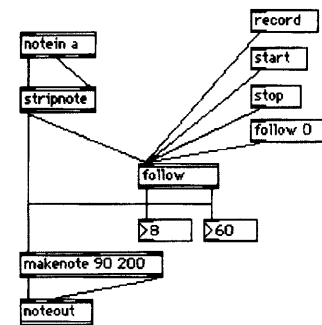 record
notein a
start
stripnote
stop
follow 0
follow
>8
>60
makenote 90 200
noteout